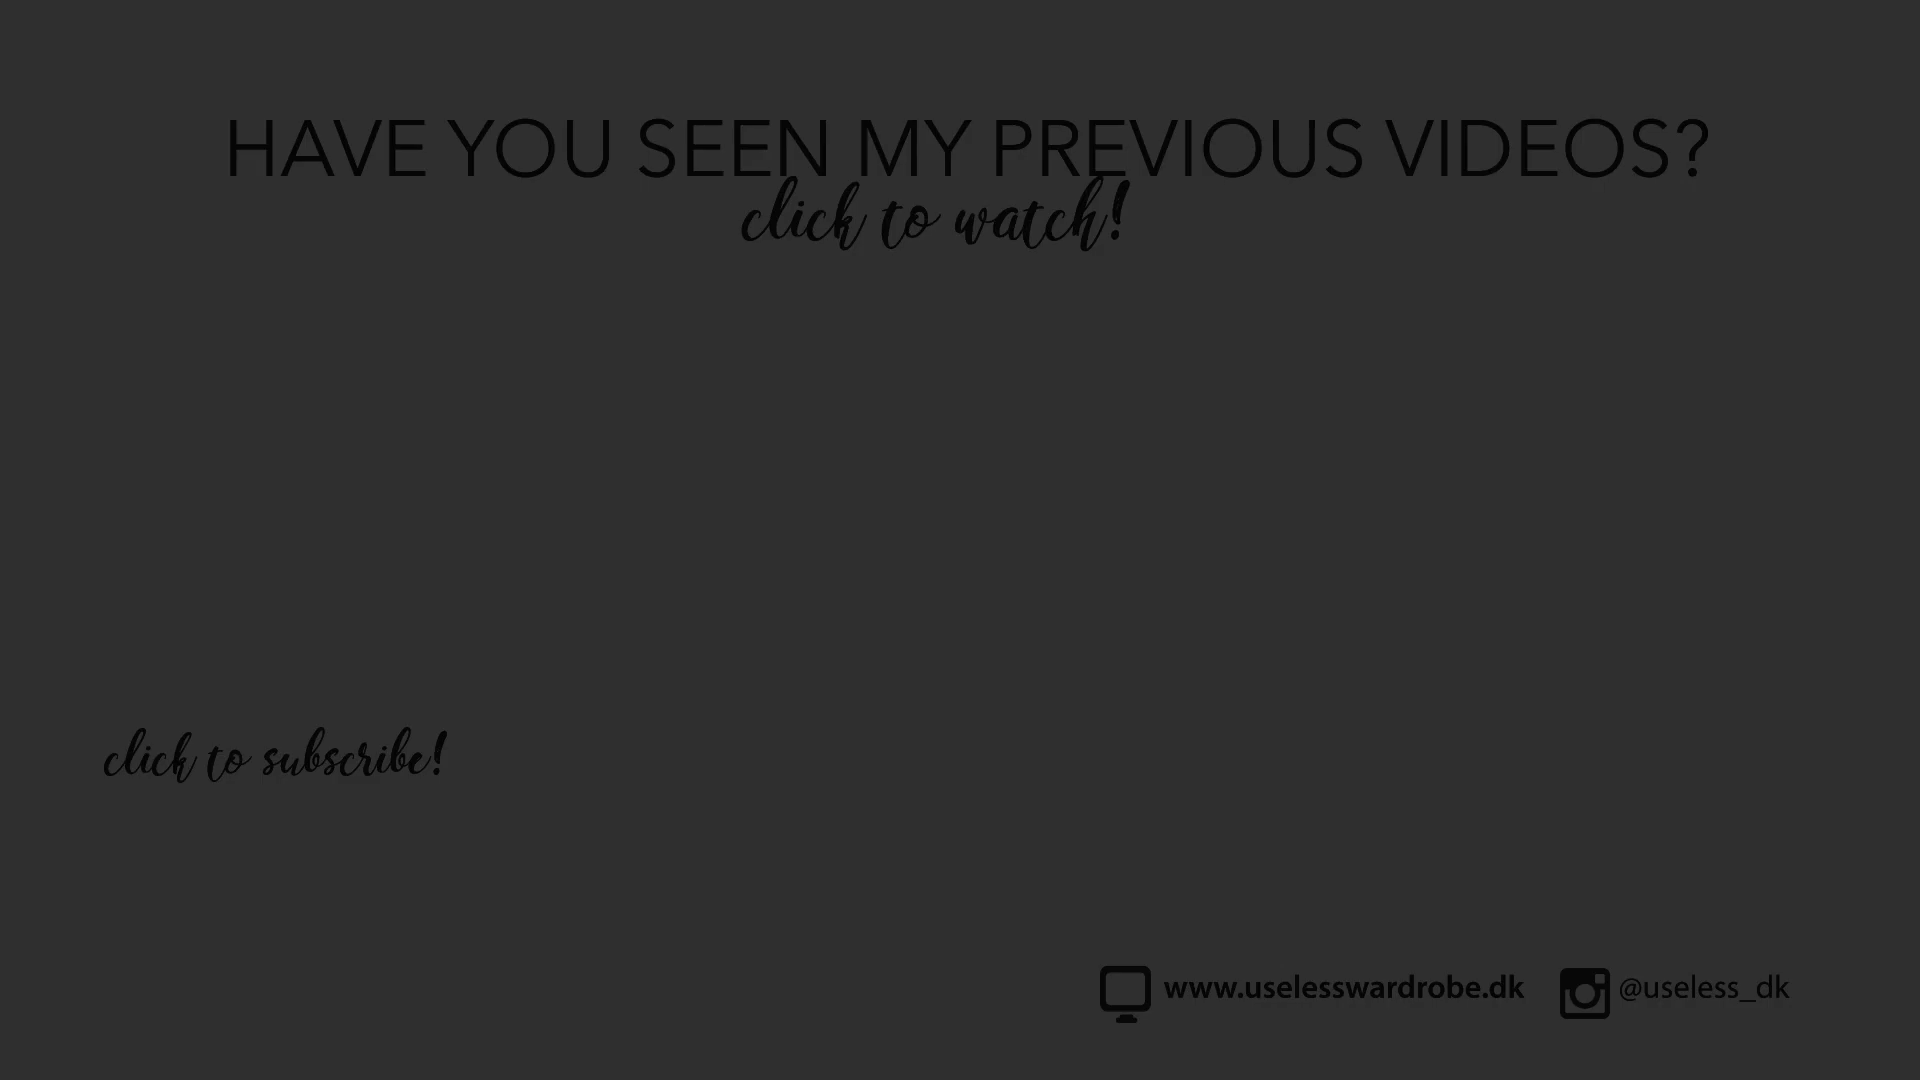 HAVE YOU SEEN MY PREVIOUS VIDEOS?
click to watch!
click to subscribe!
www.uselesswardrobe.dk @useless_dk